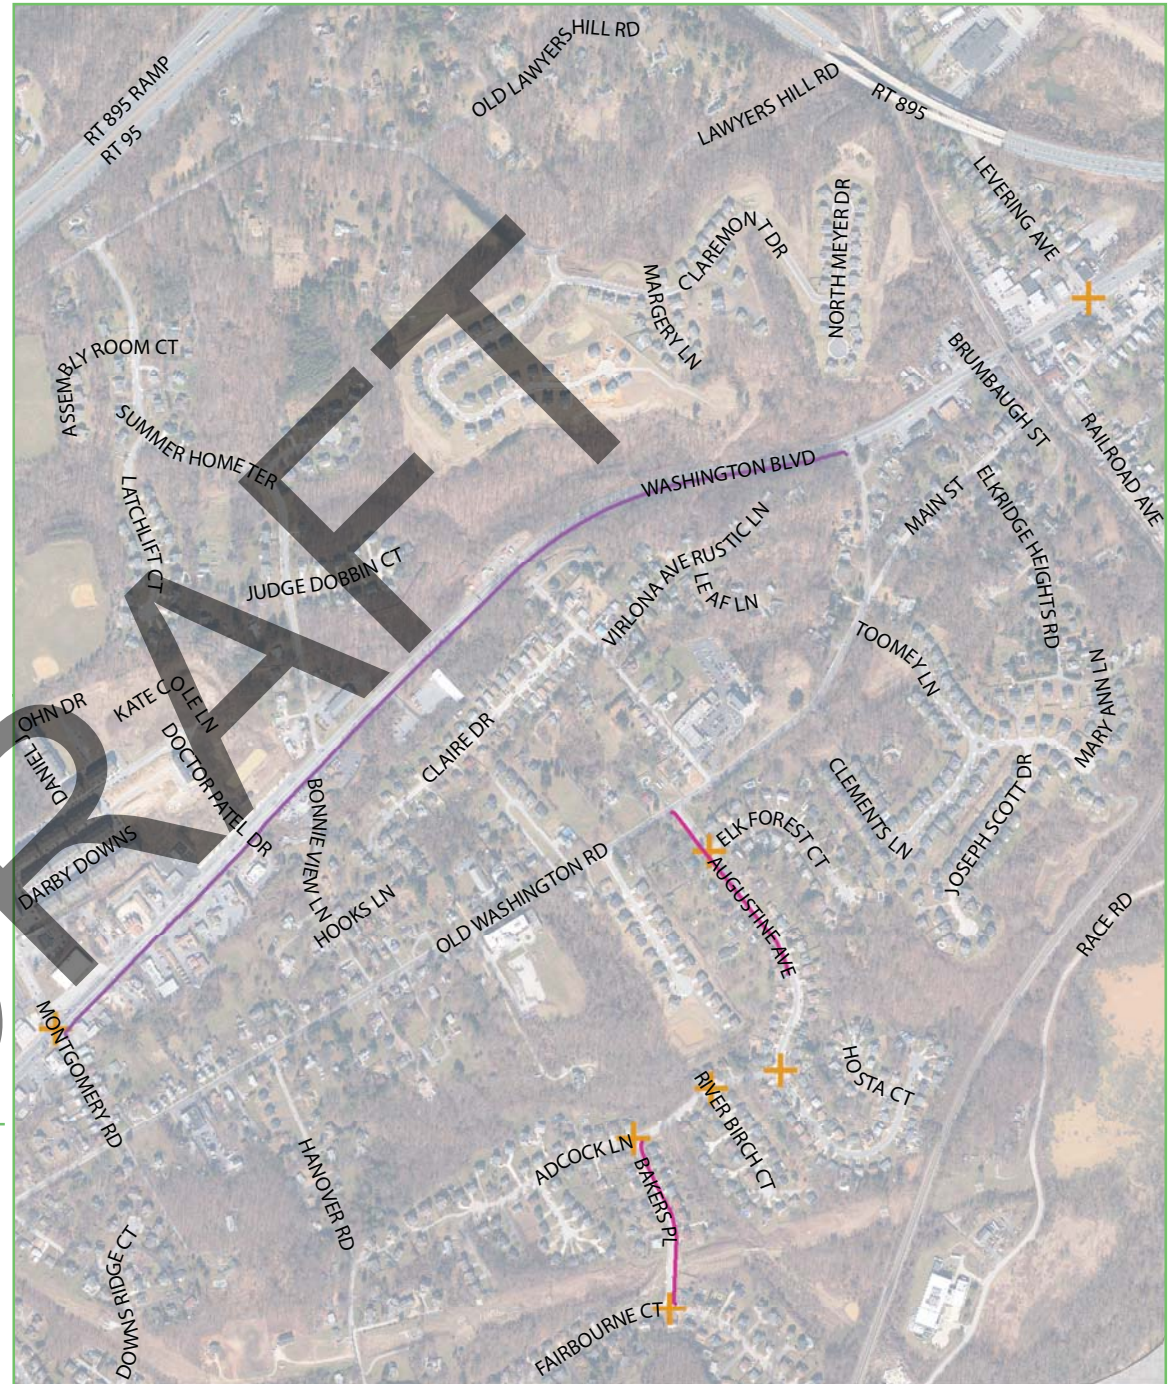 OLD LAWYERS HILL RD
RT 895 RAMP
RT 95
LAWYERS HILL RD
RT 895
LEVERING AVE
CLAREMONT DR
NORTH MEYER DR
MARGERY LN
ASSEMBLY ROOM CT
BRUMBAUGH ST
SUMMER HOME TER
RAILROAD AVE
WASHINGTON BLVD
LATCHLIFT CT
MAIN ST
ELKRIDGE HEIGHTS RD
RUSTIC LN
VIRLONA AVE
LEAF LN
JUDGE DOBBIN CT
TOOMEY LN
MARY ANN LN
KATE COLE LN
DANIEL JOHN DR
DOCTOR PATEL DR
CLAIRE DR
BONNIE VIEW LN
CLEMENTS LN
JOSEPH SCOTT DR
ELK FOREST CT
DARBY DOWNS
OLD WASHINGTON RD
AUGUSTINE AVE
HOOKS LN
RACE RD
MONTGOMERY RD
HOSTA CT
RIVER BIRCH CT
HANOVER RD
ADCOCK LN
BAKERS PL
DOWNS RIDGE CT
FAIRBOURNE CT
RAFT